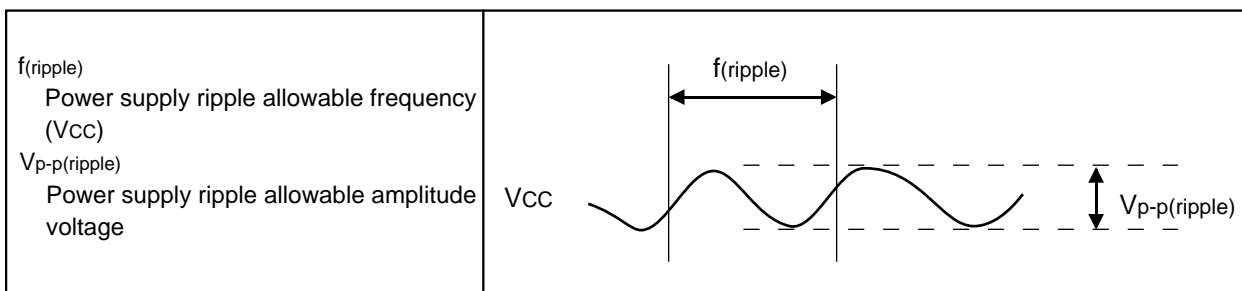 f(ripple)
Power supply ripple allowable frequency
(VCC)
Vp-p(ripple)
Power supply ripple allowable amplitude
voltage
f(ripple)
VCC
Vp-p(ripple)